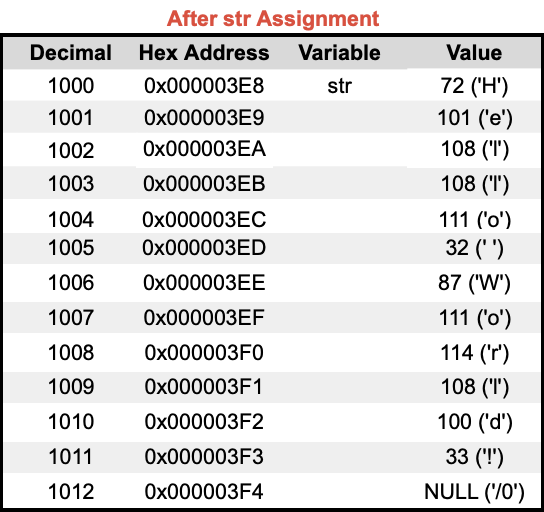 After str Assignment
Decimal Hex Address Variable Value
1000 0x000003E8 str 72 ('H')
1001 0x000003E9 101 ('e')
1002 0x000003EA 108 ('l')
1003 0x000003EB 108 ('l')
1004 0x000003EC 111 ('o')
1005 0x000003ED 32 (' ')
1006 0x000003EE 87 ('W')
1007 0x000003EF 111 ('o')
1008 0x000003F0 114 ('r')
1009 0x000003F1 108 ('l')
1010 0x000003F2 100 ('d')
1011 0x000003F3 33 ('!')
1012 0x000003F4 NULL ('/0')